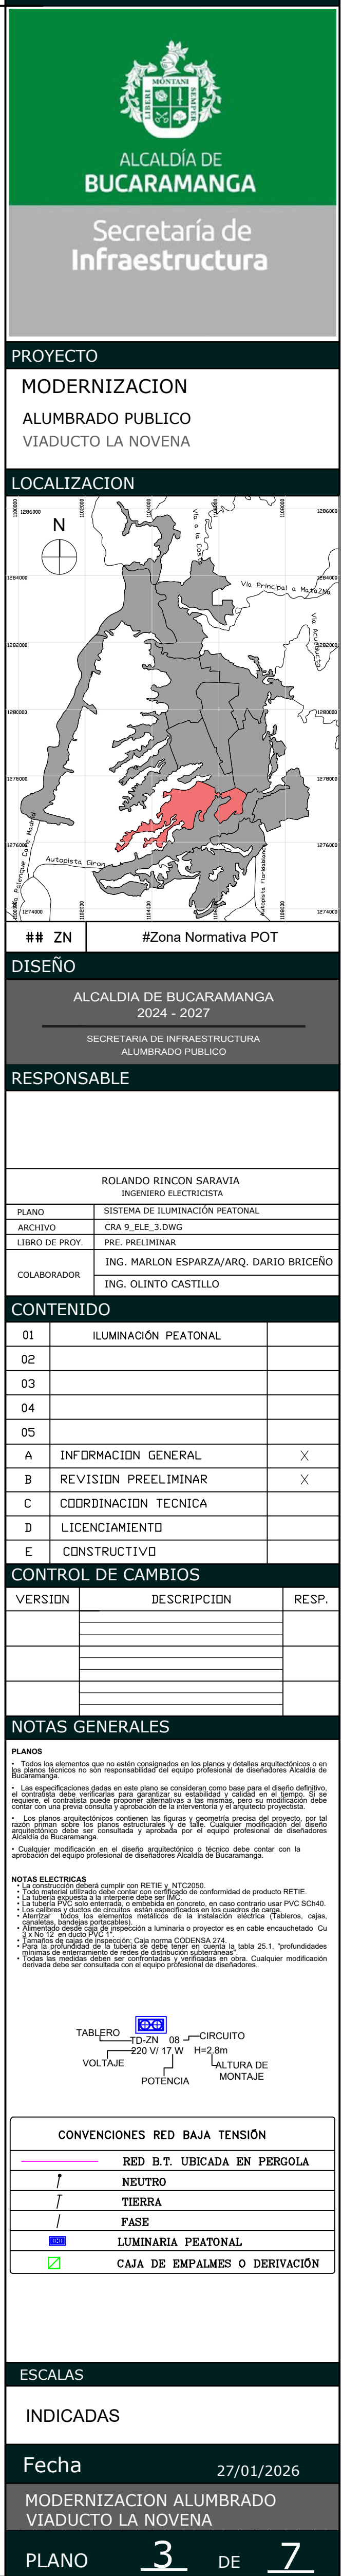 MONTANI
LIBERI
SEMPER
ALCALDÍA DE
BUCARAMANGA
Secretaría de
Infraestructura
PROYECTO
MODERNIZACION
ALUMBRADO PUBLICO
VIADUCTO LA NOVENA
LOCALIZACION
N
1286000
1286000
1102000
1104000
1108000
Via a la Costa
1284000
1284000
Via Principal a MataZNa
Via Acueducto
1282000
1280000
1280000
1278000
1278000
1276000
1276000
Via Palenque Cafe Madrid
Autopista Giron
Autopista Floridablanca
1274000
1274000
1102000
1104000
1108000
## ZN
#Zona Normativa POT
DISEÑO
ALCALDIA DE BUCARAMANGA
2024 - 2027
SECRETARIA DE INFRAESTRUCTURA
ALUMBRADO PUBLICO
RESPONSABLE
ROLANDO RINCON SARAVIA
INGENIERO ELECTRICISTA
PLANO SISTEMA DE ILUMINACIÓN PEATONAL
ARCHIVO CRA 9_ELE_3.DWG
LIBRO DE PROY. PRE. PRELIMINAR
COLABORADOR ING. MARLON ESPARZA/ARQ. DARIO BRICEÑO
ING. OLINTO CASTILLO
CONTENIDO
01 ILUMINACIÓN PEATONAL
02
03
04
05
A INFORMACION GENERAL X
B REVISION PREELIMINAR X
C COORDINACION TECNICA
D LICENCIAMIENTO
E CONSTRUCTIVO
CONTROL DE CAMBIOS
VERSION DESCRIPCION RESP.
NOTAS GENERALES
PLANOS
• Todos los elementos que no estén consignados en los planos y detalles arquitectónicos o en
los planos técnicos no son responsabilidad del equipo profesional de diseñadores Alcaldía de
Bucaramanga.
• Las especificaciones dadas en este plano se consideran como base para el diseño definitivo,
el contratista debe verificarlas para garantizar su estabilidad y calidad en el tiempo. Si se
requiere, el contratista puede proponer alternativas a las mismas, pero su modificación debe
contar con una previa consulta y aprobación de la interventoría y el arquitecto proyectista.
• Los planos arquitectónicos contienen las figuras y geometría precisa del proyecto, por tal
razón priman sobre los planos estructurales y de talle. Cualquier modificación del diseño
arquitectónico debe ser consultada y aprobada por el equipo profesional de diseñadores
Alcaldía de Bucaramanga.
• Cualquier modificación en el diseño arquitectónico o técnico debe contar con la
aprobación del equipo profesional de diseñadores Alcaldía de Bucaramanga.
NOTAS ELECTRICAS
• La construcción deberá cumplir con RETIE y NTC2050.
• Todo material utilizado debe contar con certificado de conformidad de producto RETIE.
• La tubería expuesta a la interperie debe ser IMC.
• La tubería PVC solo enterrada, o embebida en concreto, en caso contrario usar PVC SCh40.
• Los calibres y ductos de circuitos están especificados en los cuadros de carga.
• Aterrizar todos los elementos metálicos de la instalación eléctrica (Tableros, cajas,
canaletas, bandejas portacables).
• Alimentado desde caja de inspección a luminaria o proyector es en cable encauchetado Cu
3 x No 12 en ducto PVC 1".
• Tamaños de cajas de inspección: Caja norma CODENSA 274.
• Para la profundidad de la tubería se debe tener en cuenta la tabla 25.1, "profundidades
mínimas de enterramiento de redes de distribución subterráneas".
• Todas las medidas deben ser confrontadas y verificadas en obra. Cualquier modificación
deriva debe ser consultada con el equipo profesional de diseñadores.
TABLERO
TD-ZN 08
CIRCUITO
220 V/ 17 W H=2.8m
VOLTAJE
ALTURA DE
MONTAJE
POTENCIA
CONVENCIONES RED BAJA TENSIÓN
RED B.T. UBICADA EN PERGOLA
NEUTRO
TIERRA
FASE
LUMINARIA PEATONAL
CAJA DE EMPALMES O DERIVACIÓN
ESCALAS
INDICADAS
Fecha 27/01/2026
MODERNIZACION ALUMBRADO
VIADUCTO LA NOVENA
PLANO 3 DE 7